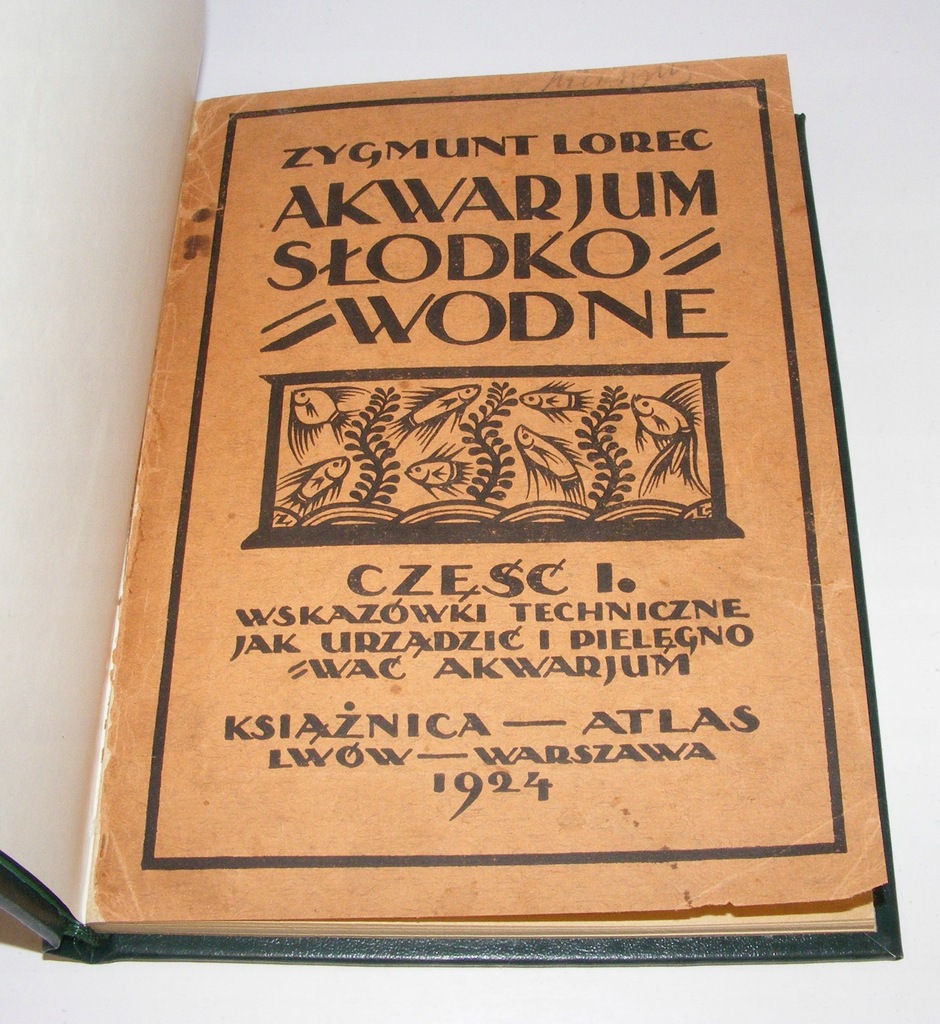 ZYGMUNT LOREC
AKWARJUM
SŁODKO=
=WODNE
CZĘŚĆ I.
WSKAZÓWKI TECHNICZNE
JAK URZĄDZIĆ I PIELĘGNO
=WAĆ AKWARJUM
KSIĄŻNICA — ATLAS
LWÓW — WARSZAWA
1924